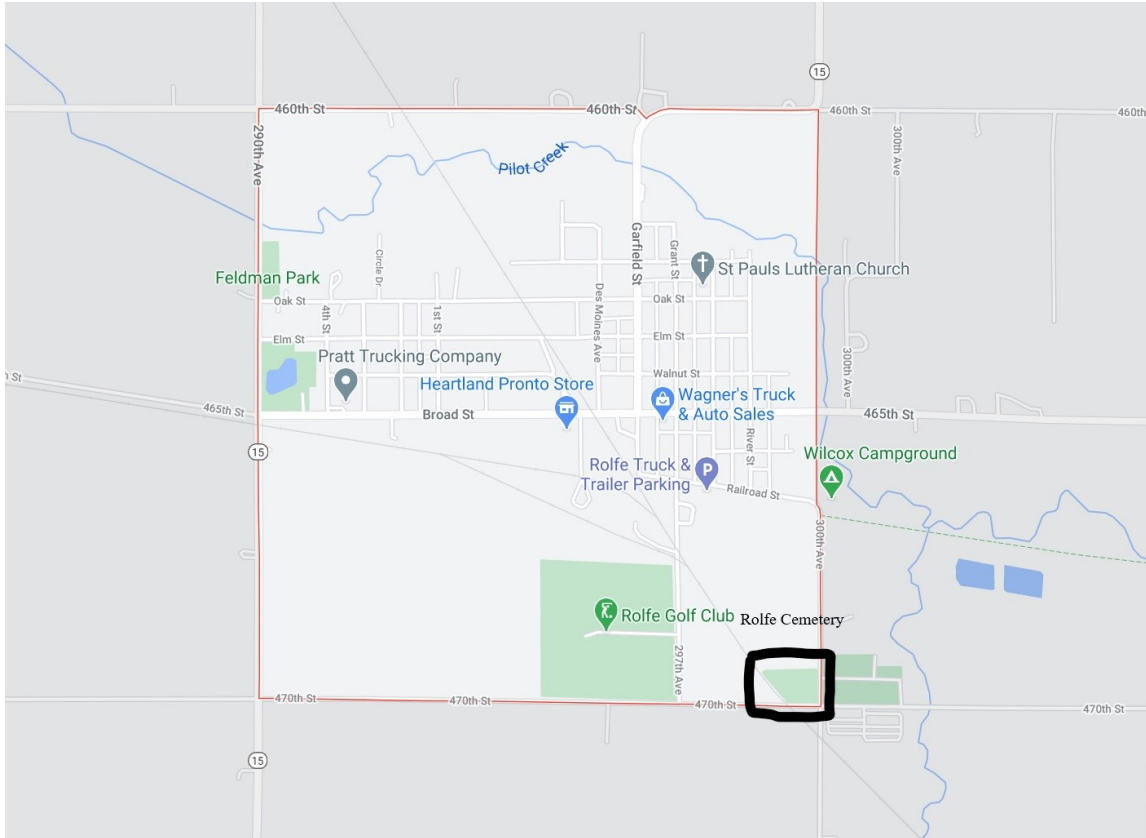 15
460th St
460th St
460th St
460th
290th Ave
300th Ave
Pilot Creek
Garfield St
Grant St
St Pauls Lutheran Church
Circle Dr
Feldman Park
Oak St
4th St
1st St
Des Moines Ave
Oak St
Elm St
Elm St
300th Ave
Pratt Trucking Company
Walnut St
Heartland Pronto Store
Wagner's Truck
& Auto Sales
h St
465th St
Broad St
465th St
River St
15
Rolfe Truck &
Trailer Parking
P
Wilcox Campground
Railroad St
300th Ave
Rolfe Golf Club
Rolfe Cemetery
297th Ave
470th St
470th St
470th St
470th St
15